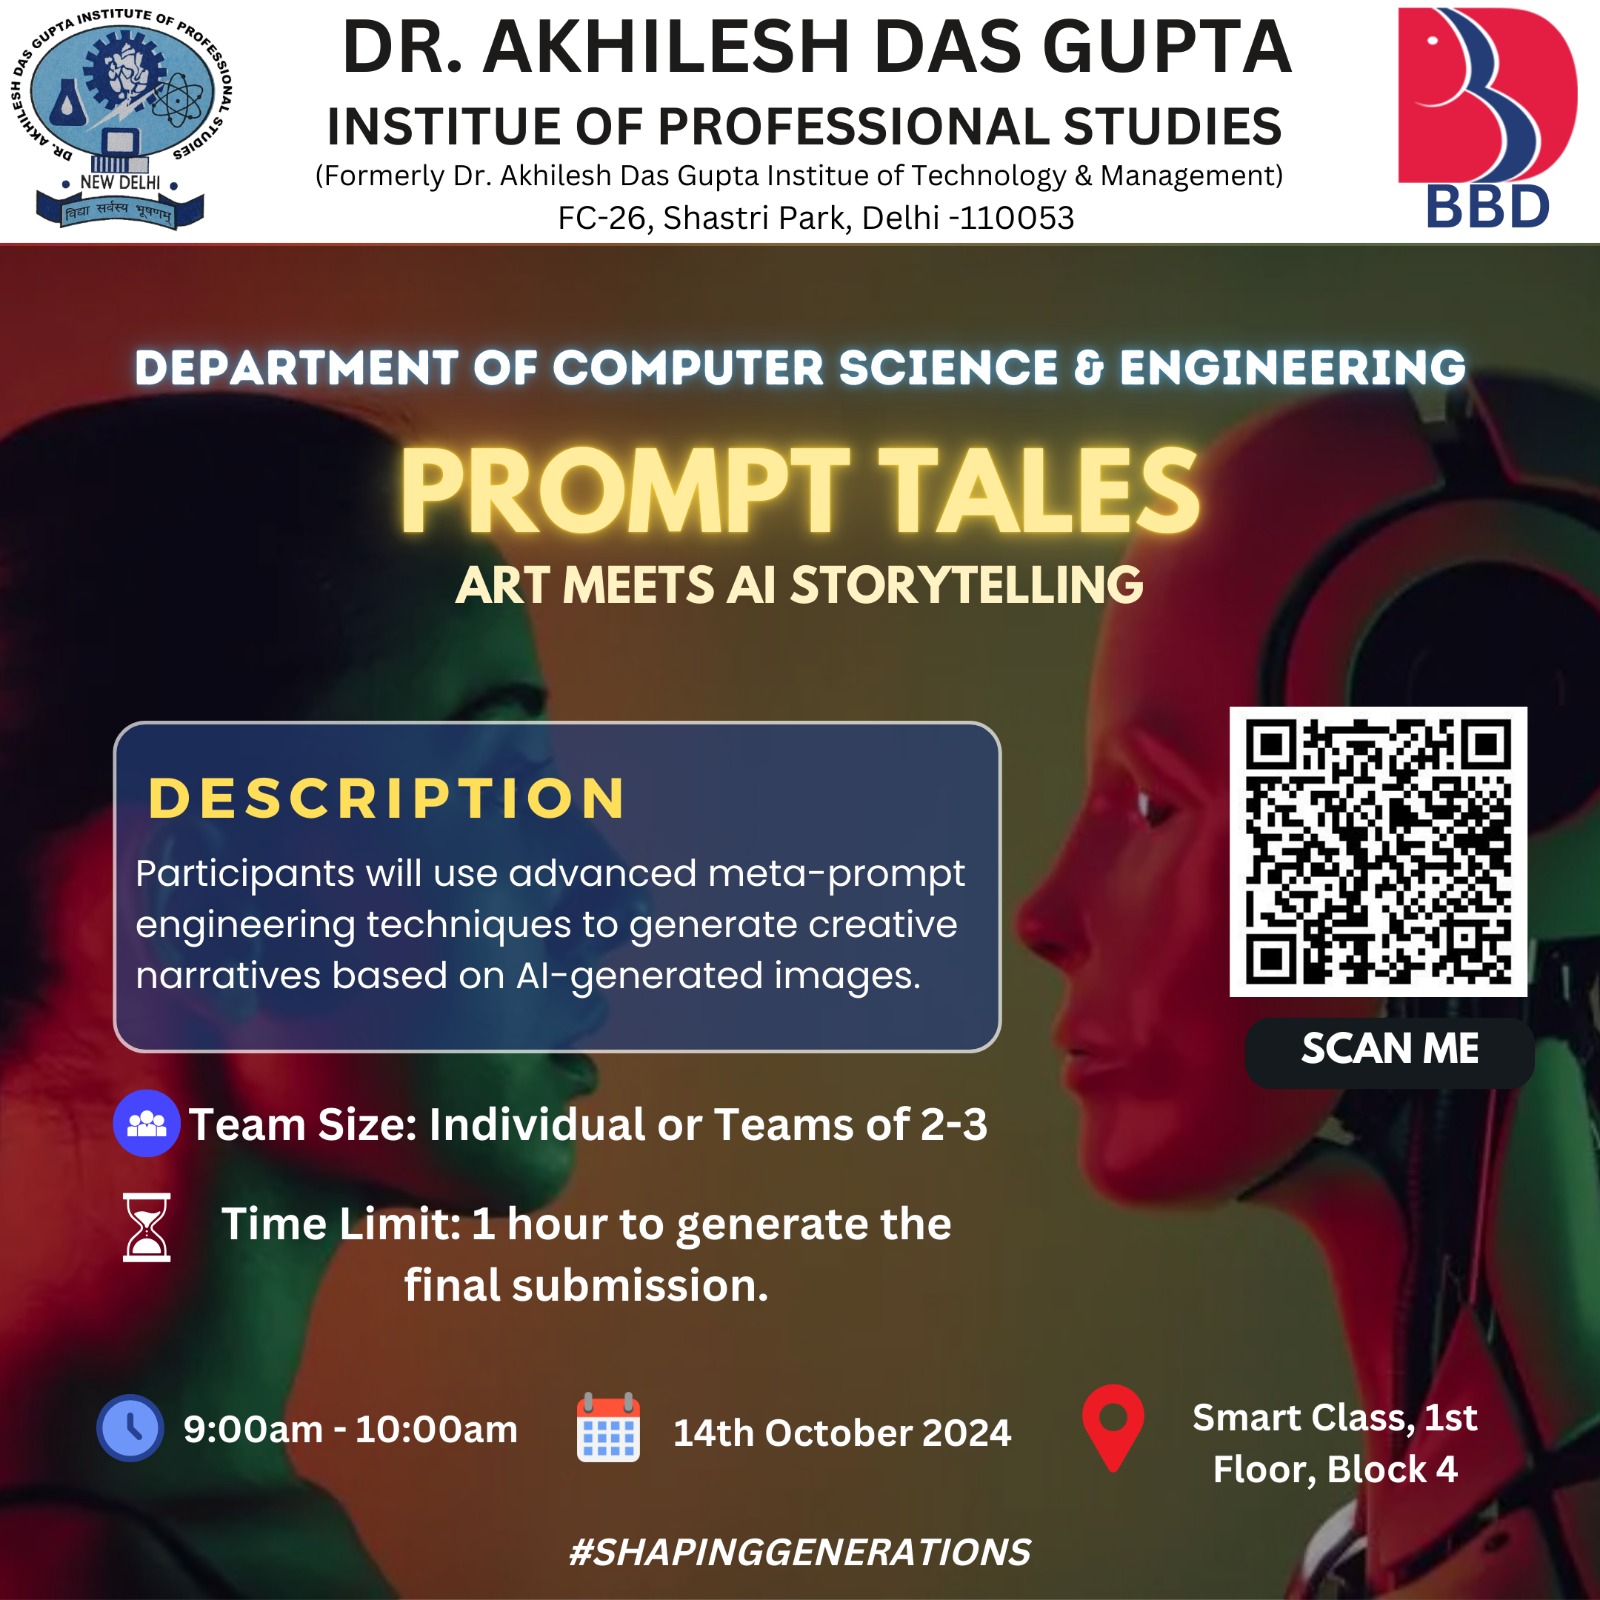 DR. AKHILESH DAS GUPTA INSTITUTE OF PROFESSIONAL STUDIES
NEW DELHI
विद्या सर्वस्य भूषणम्
DR. AKHILESH DAS GUPTA
INSTITUE OF PROFESSIONAL STUDIES
(Formerly Dr. Akhilesh Das Gupta Institue of Technology & Management)
FC-26, Shastri Park, Delhi -110053
BBD
DEPARTMENT OF COMPUTER SCIENCE & ENGINEERING
PROMPT TALES
ART MEETS AI STORYTELLING
DESCRIPTION
Participants will use advanced meta-prompt
engineering techniques to generate creative
narratives based on AI-generated images.
SCAN ME
Team Size: Individual or Teams of 2-3
Time Limit: 1 hour to generate the
final submission.
9:00am - 10:00am
14th October 2024
Smart Class, 1st
Floor, Block 4
#SHAPINGGENERATIONS